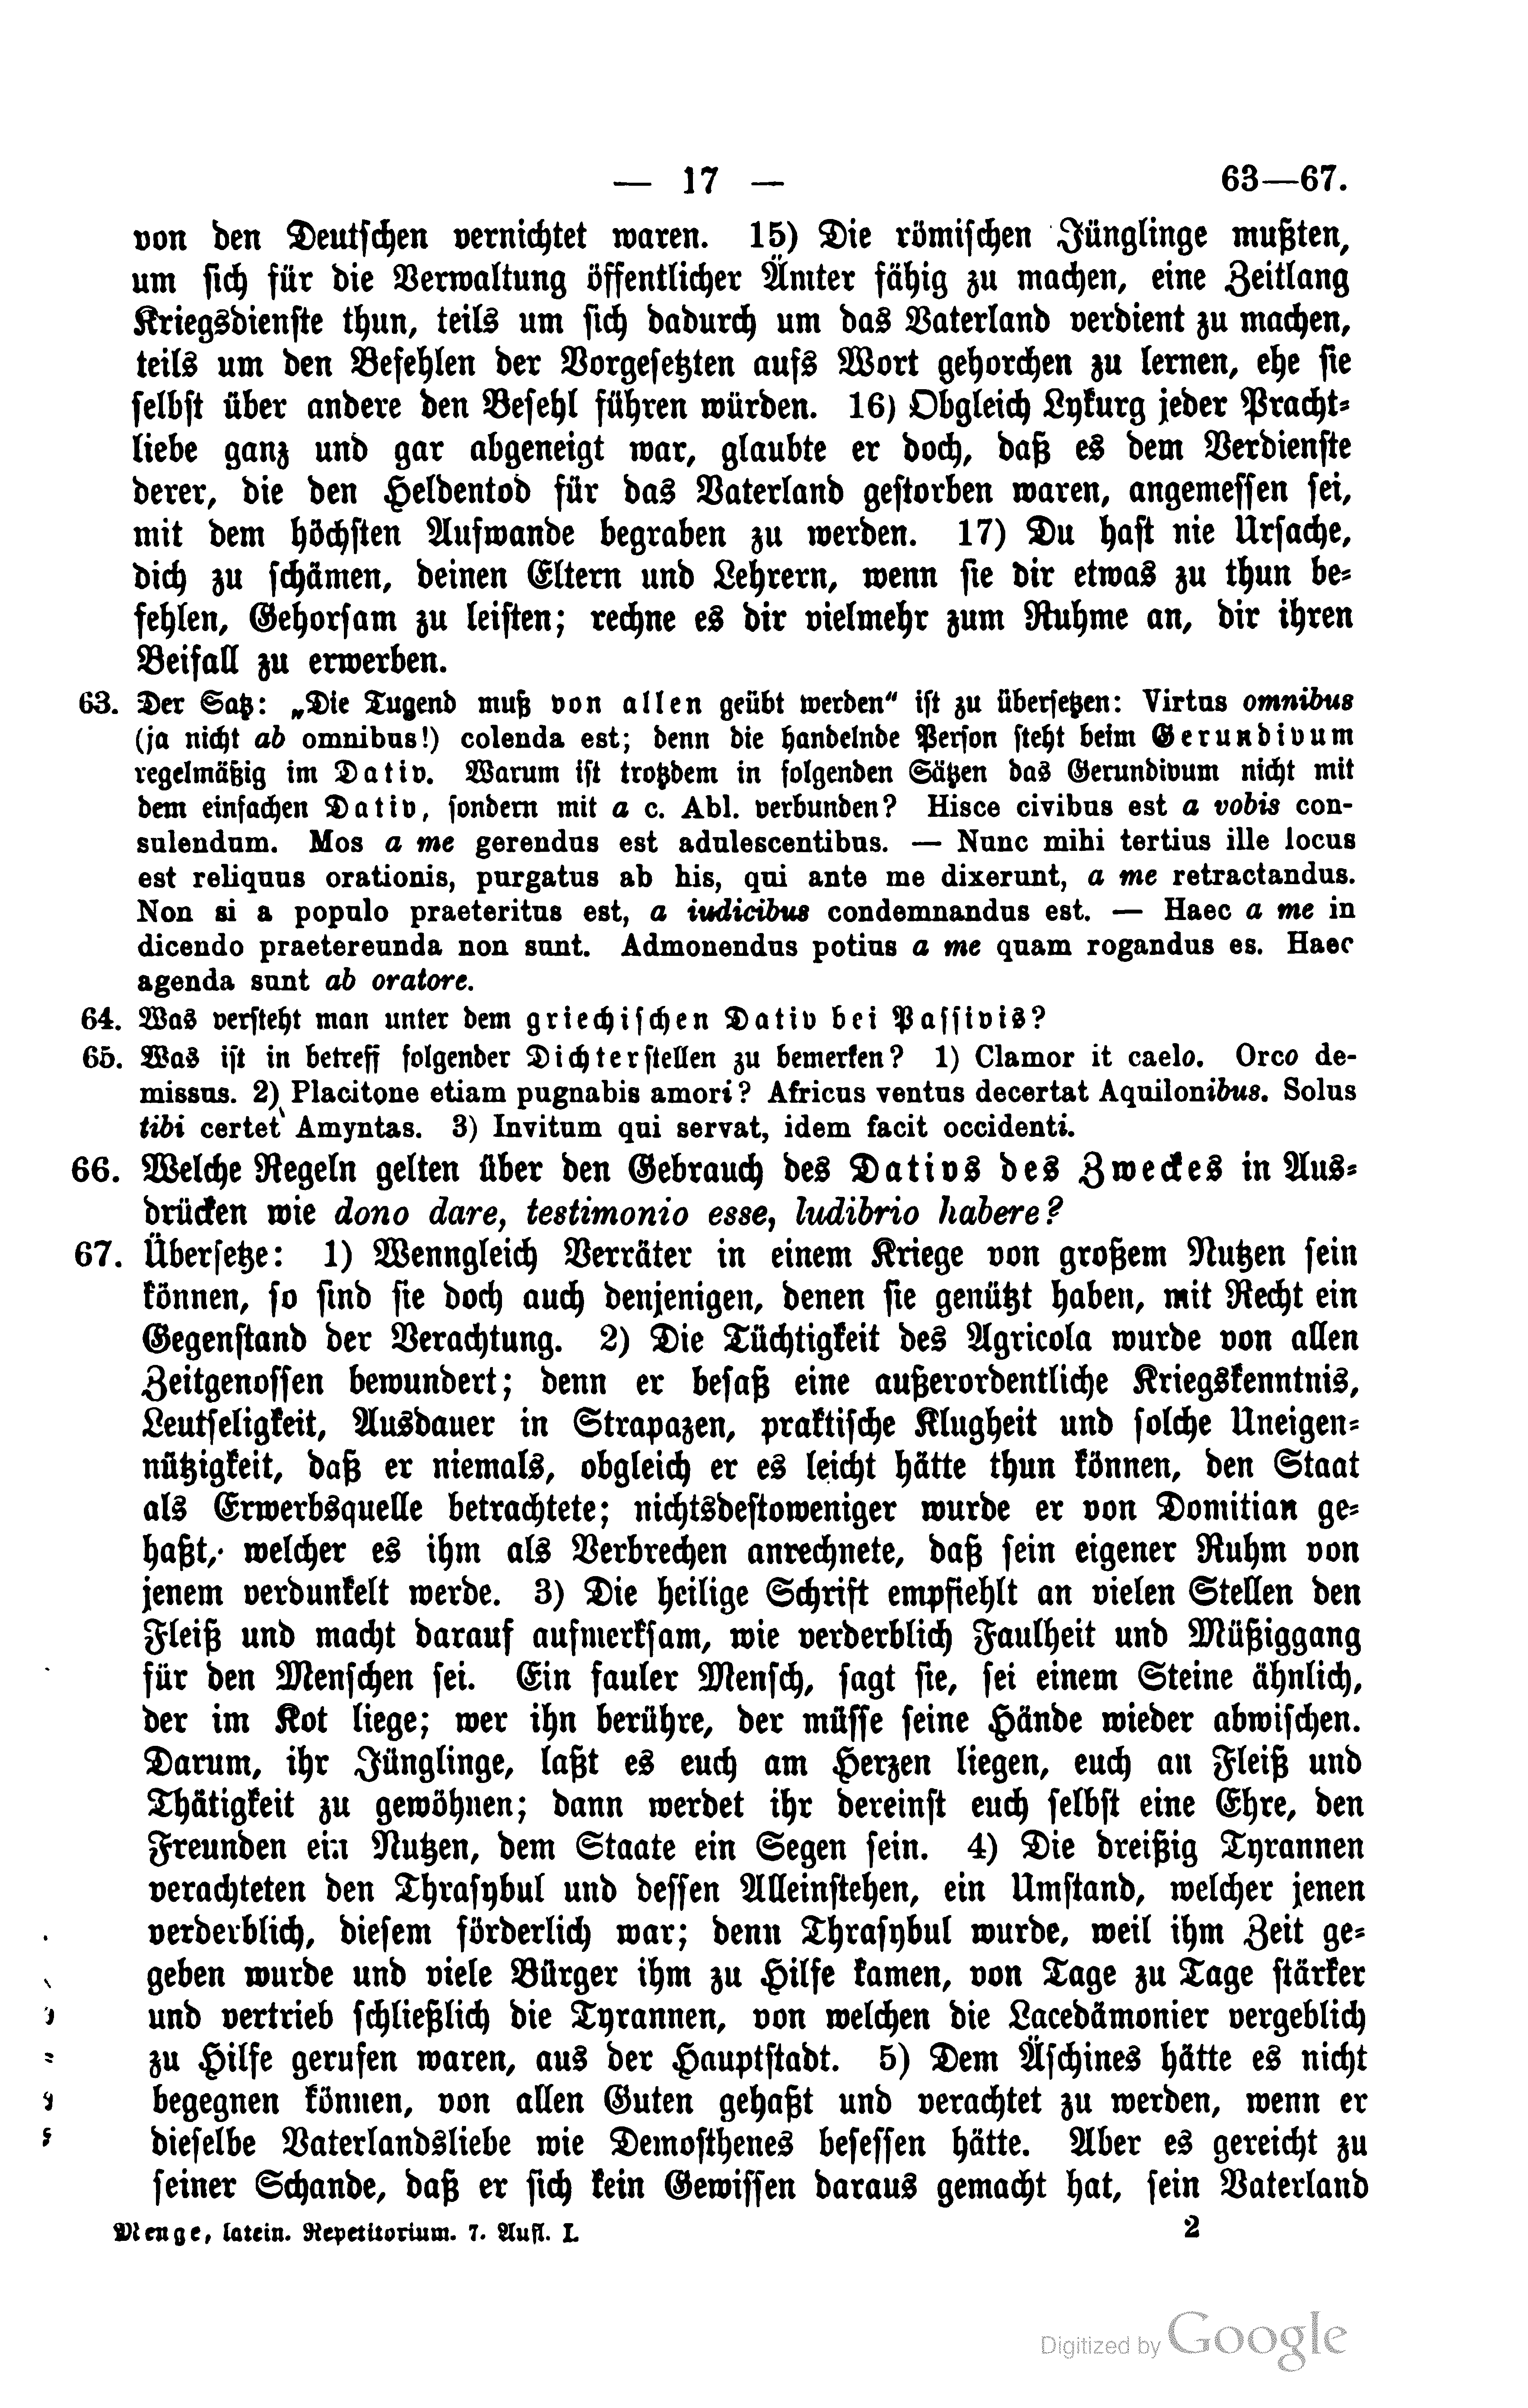 — 17 — 63—67.
von den Deutschen vernichtet waren. 15) Die römischen Jünglinge mußten,
um sich für die Verwaltung öffentlicher Ämter fähig zu machen, eine Zeitlang
Kriegsdienste thun, teils um sich dadurch um das Vaterland verdient zu machen,
teils um den Befehlen der Vorgesetzten aufs Wort gehorchen zu lernen, ehe sie
selbst über andere den Befehl führen würden. 16) Obgleich Lykurg jeder Pracht-
liebe ganz und gar abgeneigt war, glaubte er doch, daß es dem Verdienste
derer, die den Heldentod für das Vaterland gestorben waren, angemessen sei,
mit dem höchsten Aufwande begraben zu werden. 17) Du hast nie Ursache,
dich zu schämen, deinen Eltern und Lehrern, wenn sie dir etwas zu thun be-
fehlen, Gehorsam zu leisten; rechne es dir vielmehr zum Ruhme an, dir ihren
Beifall zu erwerben.
63. Der Satz: „Die Tugend muß von allen geübt werden“ ist zu übersetzen: Virtus omnibus
(ja nicht ab omnibus!) colenda est; denn die handelnde Person steht beim Gerundivum
regelmäßig im Dativ. Warum ist trotzdem in folgenden Sätzen das Gerundivum nicht mit
dem einfachen Dativ, sondern mit a c. Abl. verbunden? Hisce civibus est a vobis con-
sulendum. Mos a me gerendus est adulescentibus. — Nunc mihi tertius ille locus
est reliquus orationis, purgatus ab his, qui ante me dixerunt, a me retractandus.
Non si a populo praeteritus est, a iudicibus condemnandus est. — Haec a me in
dicendo praetereunda non sunt. Admonendus potius a me quam rogandus es. Haec
agenda sunt ab oratore.
64. Was versteht man unter dem griechischen Dativ bei Passivis?
65. Was ist in betreff folgender Dichterstellen zu bemerken? 1) Clamor it caelo. Orco de-
missus. 2) Placitone etiam pugnabis amori? Africus ventus decertat Aquilonibus. Solus
tibi certet Amyntas. 3) Invitum qui servat, idem facit occidenti.
66. Welche Regeln gelten über den Gebrauch des Dativs des Zweckes in Aus-
drücken wie dono dare, testimonio esse, ludibrio habere?
67. Übersetze: 1) Wenngleich Verräter in einem Kriege von großem Nutzen sein
können, so sind sie doch auch denjenigen, denen sie genützt haben, mit Recht ein
Gegenstand der Verachtung. 2) Die Tüchtigkeit des Agricola wurde von allen
Zeitgenossen bewundert; denn er besaß eine außerordentliche Kriegskenntnis,
Leutseligkeit, Ausdauer in Strapazen, praktische Klugheit und solche Uneigen-
nützigkeit, daß er niemals, obgleich er es leicht hätte thun können, den Staat
als Erwerbsquelle betrachtete; nichtsdestoweniger wurde er von Domitian ge-
haßt, welcher es ihm als Verbrechen anrechnete, daß sein eigener Ruhm von
jenem verdunkelt werde. 3) Die heilige Schrift empfiehlt an vielen Stellen den
Fleiß und macht darauf aufmerksam, wie verderblich Faulheit und Müßiggang
für den Menschen sei. Ein fauler Mensch, sagt sie, sei einem Steine ähnlich,
der im Kot liege; wer ihn berühre, der müsse seine Hände wieder abwischen.
Darum, ihr Jünglinge, laßt es euch am Herzen liegen, euch an Fleiß und
Thätigkeit zu gewöhnen; dann werdet ihr dereinst euch selbst eine Ehre, den
Freunden ein Nutzen, dem Staate ein Segen sein. 4) Die dreißig Tyrannen
verachteten den Thrasybul und dessen Alleinstehen, ein Umstand, welcher jenen
verderblich, diesem förderlich war; denn Thrasybul wurde, weil ihm Zeit ge-
geben wurde und viele Bürger ihm zu Hilfe kamen, von Tage zu Tage stärker
und vertrieb schließlich die Tyrannen, von welchen die Lacedämonier vergeblich
zu Hilfe gerufen waren, aus der Hauptstadt. 5) Dem Äschines hätte es nicht
begegnen können, von allen Guten gehaßt und verachtet zu werden, wenn er
dieselbe Vaterlandsliebe wie Demosthenes besessen hätte. Aber es gereicht zu
seiner Schande, daß er sich kein Gewissen daraus gemacht hat, sein Vaterland
Menge, latein. Repetitorium. 7. Aufl. I. 2
Digitized by Google